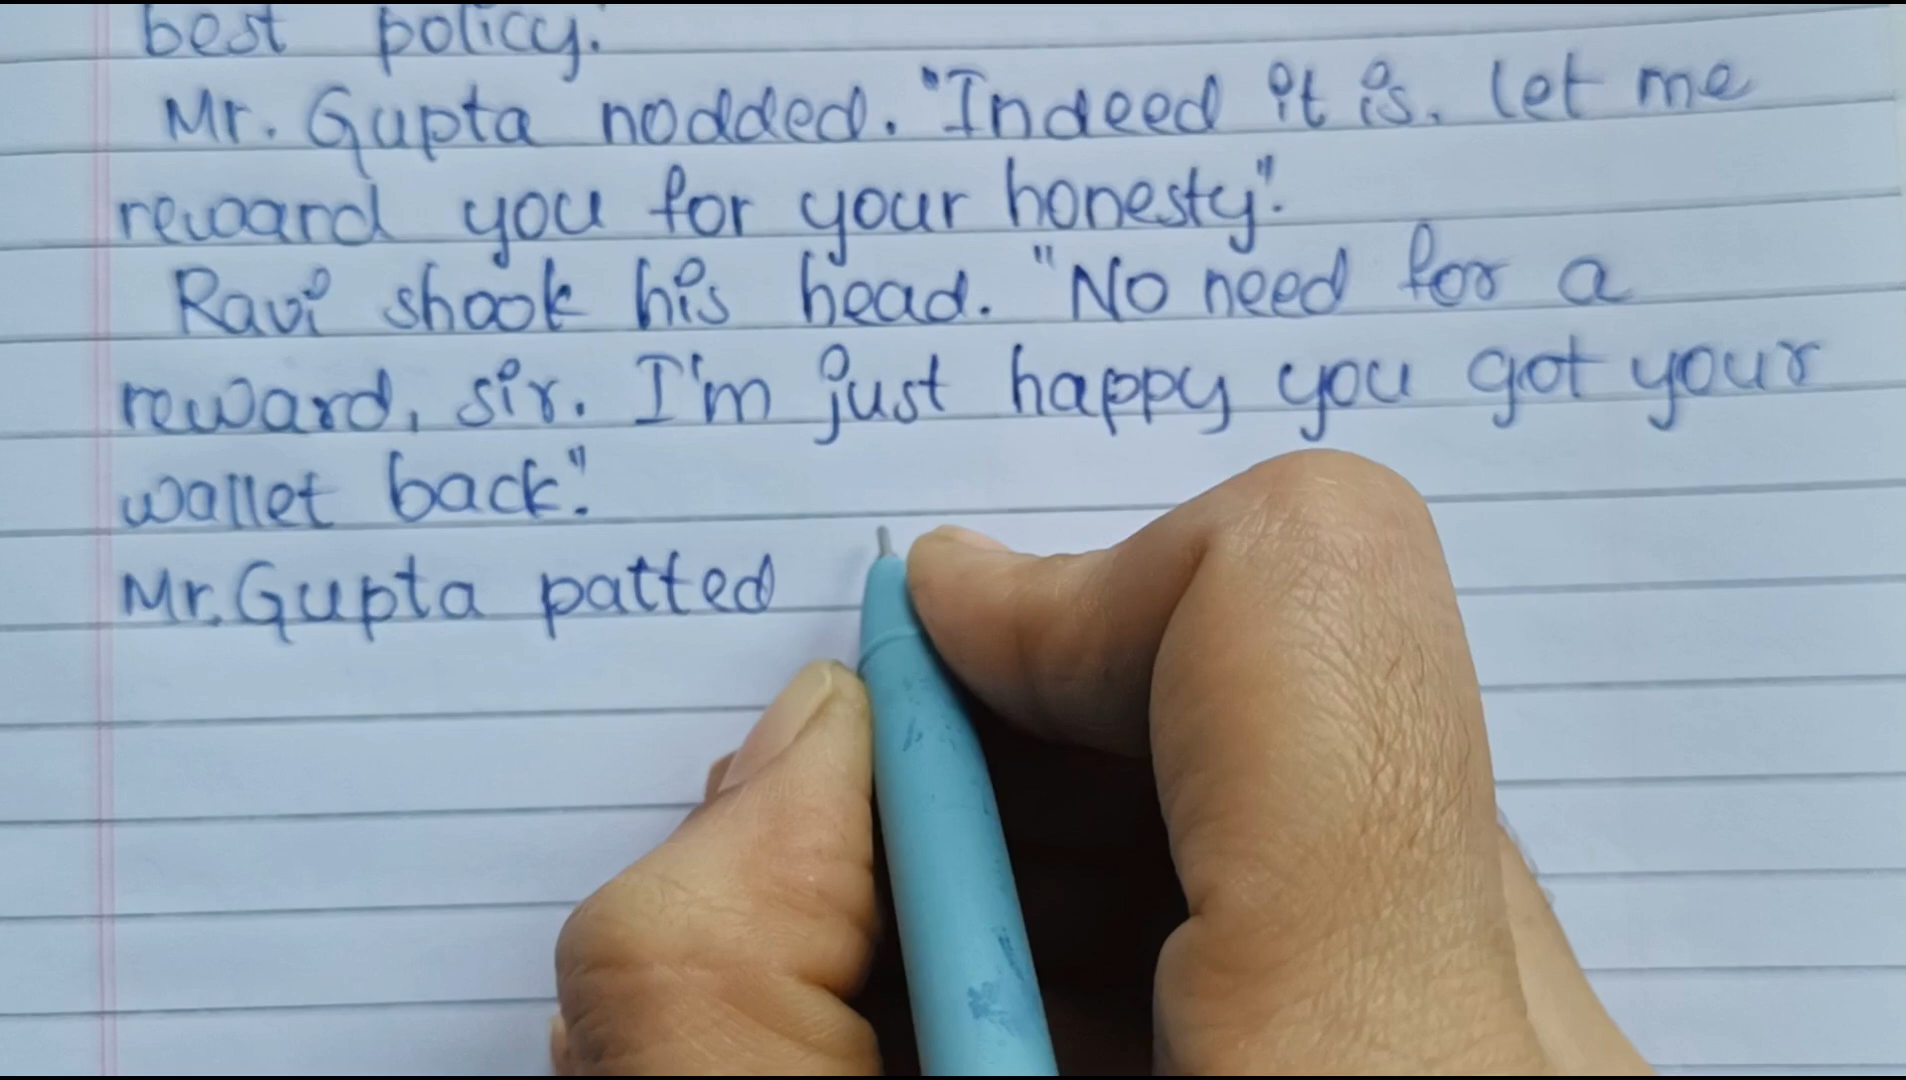 best policy."
Mr. Gupta nodded. "Indeed it is. let me
reward you for your honesty".
Ravi shook his head. "No need for a
reward, sir. I'm just happy you got your
wallet back".
Mr. Gupta patted